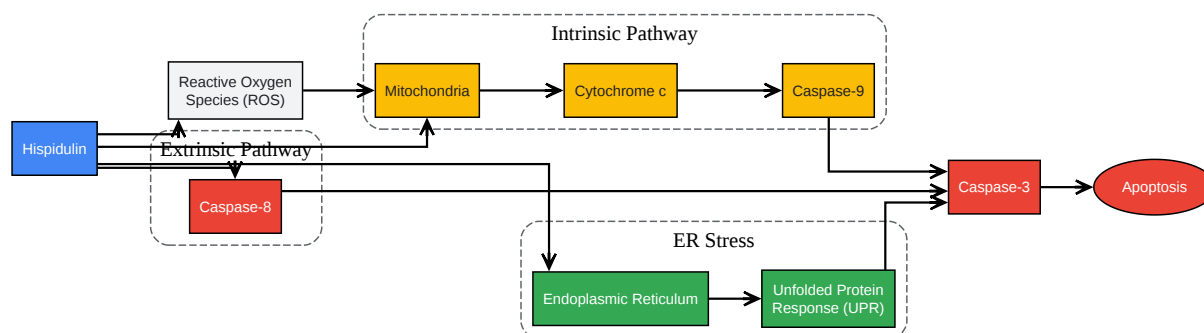 Intrinsic Pathway
Reactive Oxygen
Species (ROS)
Mitochondria
Cytochrome c
Caspase-9
Hispidulin
Extrinsic Pathway
Caspase-8
Caspase-3
Apoptosis
ER Stress
Endoplasmic Reticulum
Unfolded Protein
Response (UPR)